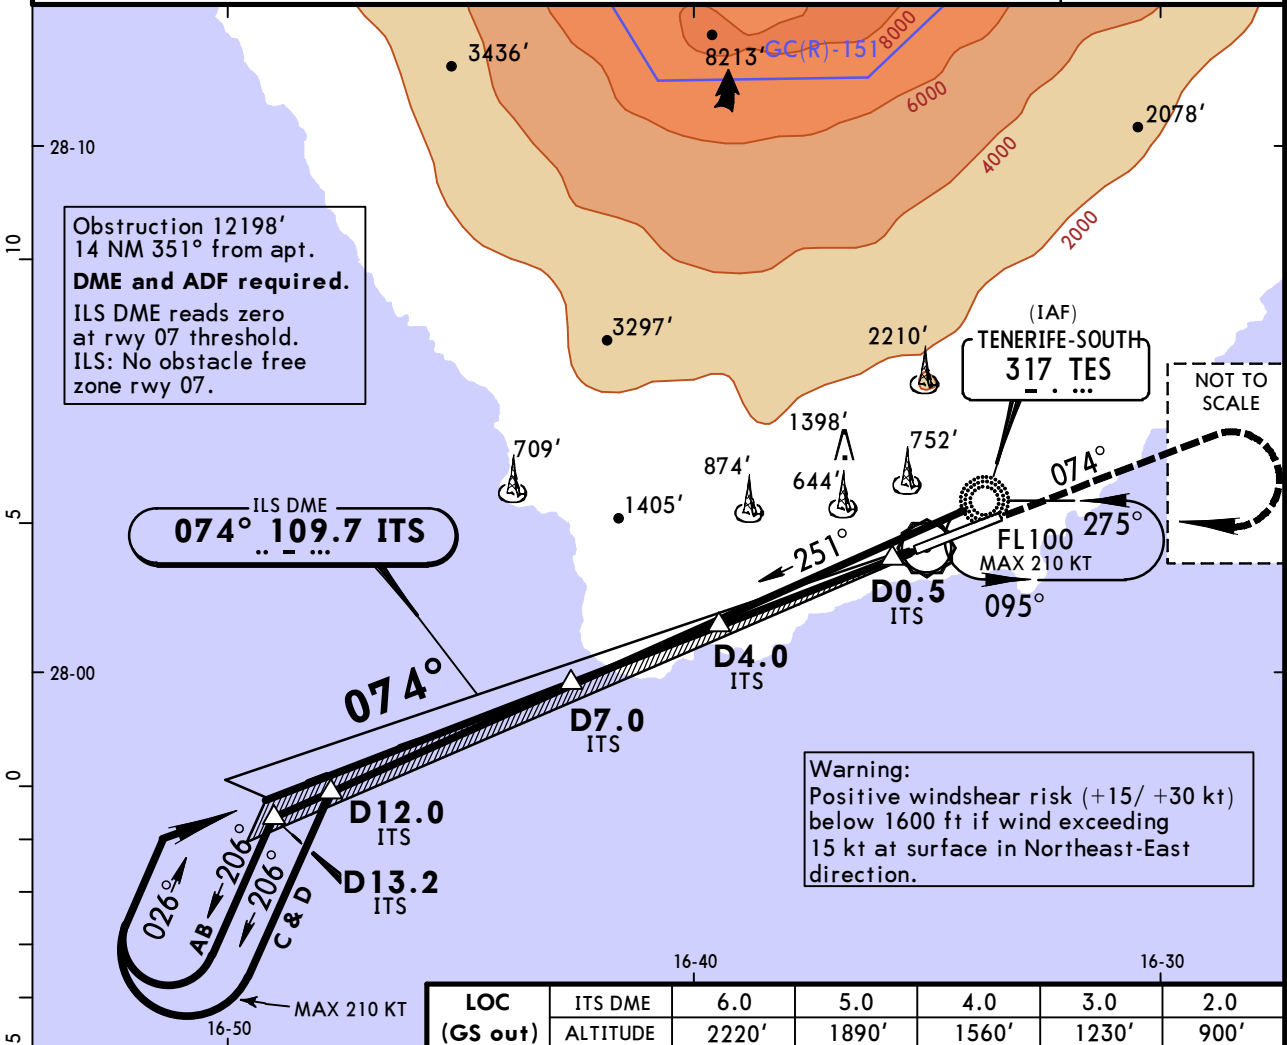 3436'
8213'
GC(R)-151
8000
6000
2078'
28-10
4000
Obstruction 12198'
14 NM 351° from apt.
DME and ADF required.
ILS DME reads zero
at rwy 07 threshold.
ILS: No obstacle free
zone rwy 07.
10
2000
3297'
2210'
(IAF)
TENERIFE-SOUTH
317 TES
NOT TO
SCALE
1398'
752'
709'
874'
644'
1405'
074°
ILS DME
074° 109.7 ITS
5
275°
FL100
MAX 210 KT
095°
251°
D0.5
ITS
D4.0
ITS
28-00
074°
D7.0
ITS
0
D12.0
ITS
D13.2
ITS
206°
206°
026°
AB
C & D
MAX 210 KT
Warning:
Positive windshear risk (+15/ +30 kt)
below 1600 ft if wind exceeding
15 kt at surface in Northeast-East
direction.
16-40
16-30
16-50
5
LOC ITS DME 6.0 5.0 4.0 3.0 2.0
(GS out) ALTITUDE 2220' 1890' 1560' 1230' 900'